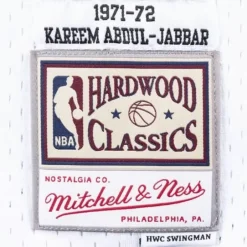 1971-72
KAREEM ABDUL-JABBAR
HARDWOOD
NBA
CLASSICS
NOSTALGIA CO.
Mitchell & Ness
PHILADELPHIA, PA.
HWC SWINGMAN